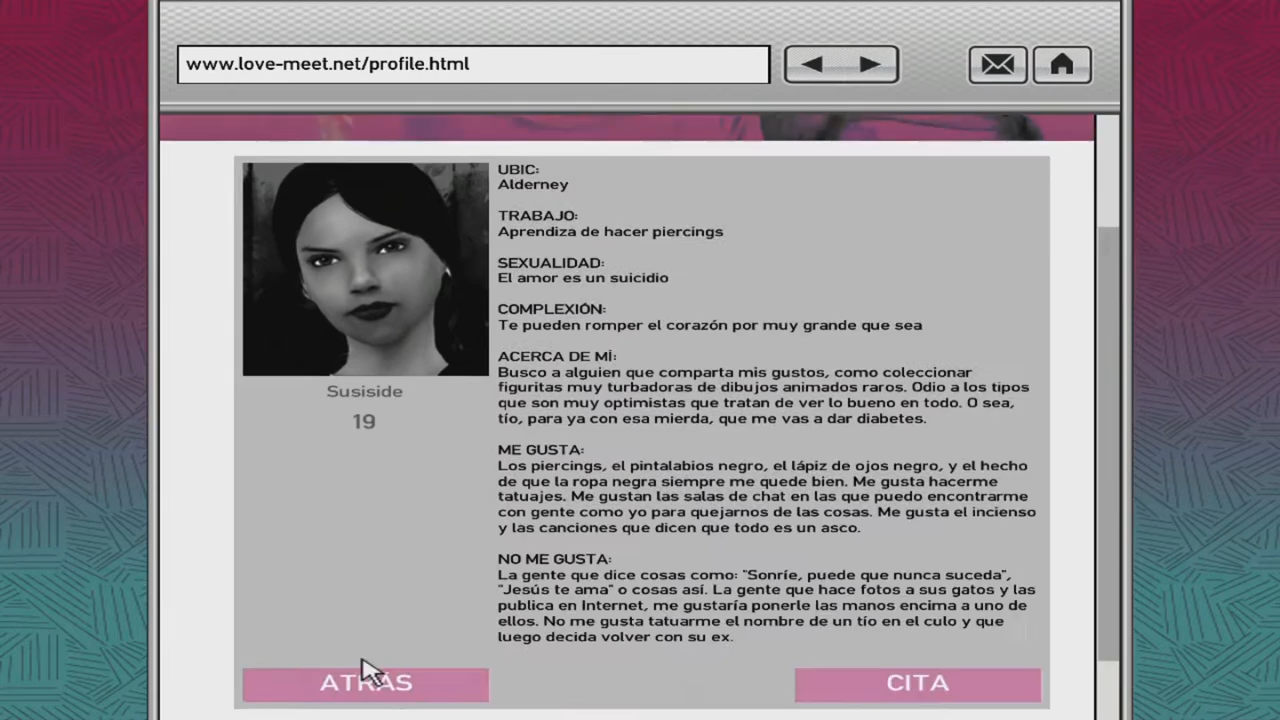 www.love-meet.net/profile.html
Susiside
19
UBIC:
Alderney
TRABAJO:
Aprendiza de hacer piercings
SEXUALIDAD:
El amor es un suicidio
COMPLEXIÓN:
Te pueden romper el corazón por muy grande que sea
ACERCA DE MÍ:
Busco a alguien que comparta mis gustos, como coleccionar
figuritas muy turbadoras de dibujos animados raros. Odio a los tipos
que son muy optimistas que tratan de ver lo bueno en todo. O sea,
tío, para ya con esa mierda, que me vas a dar diabetes.
ME GUSTA:
Los piercings, el pintalabios negro, el lápiz de ojos negro, y el hecho
de que la ropa negra siempre me quede bien. Me gusta hacerme
tatuajes. Me gustan las salas de chat en las que puedo encontrarme
con gente como yo para quejarnos de las cosas. Me gusta el incienso
y las canciones que dicen que todo es un asco.
NO ME GUSTA:
La gente que dice cosas como: "Sonríe, puede que nunca suceda",
"Jesús te ama" o cosas así. La gente que hace fotos a sus gatos y las
publica en Internet, me gustaría ponerle las manos encima a uno de
ellos. No me gusta tatuarme el nombre de un tío en el culo y que
luego decida volver con su ex.
ATRÁS
CITA